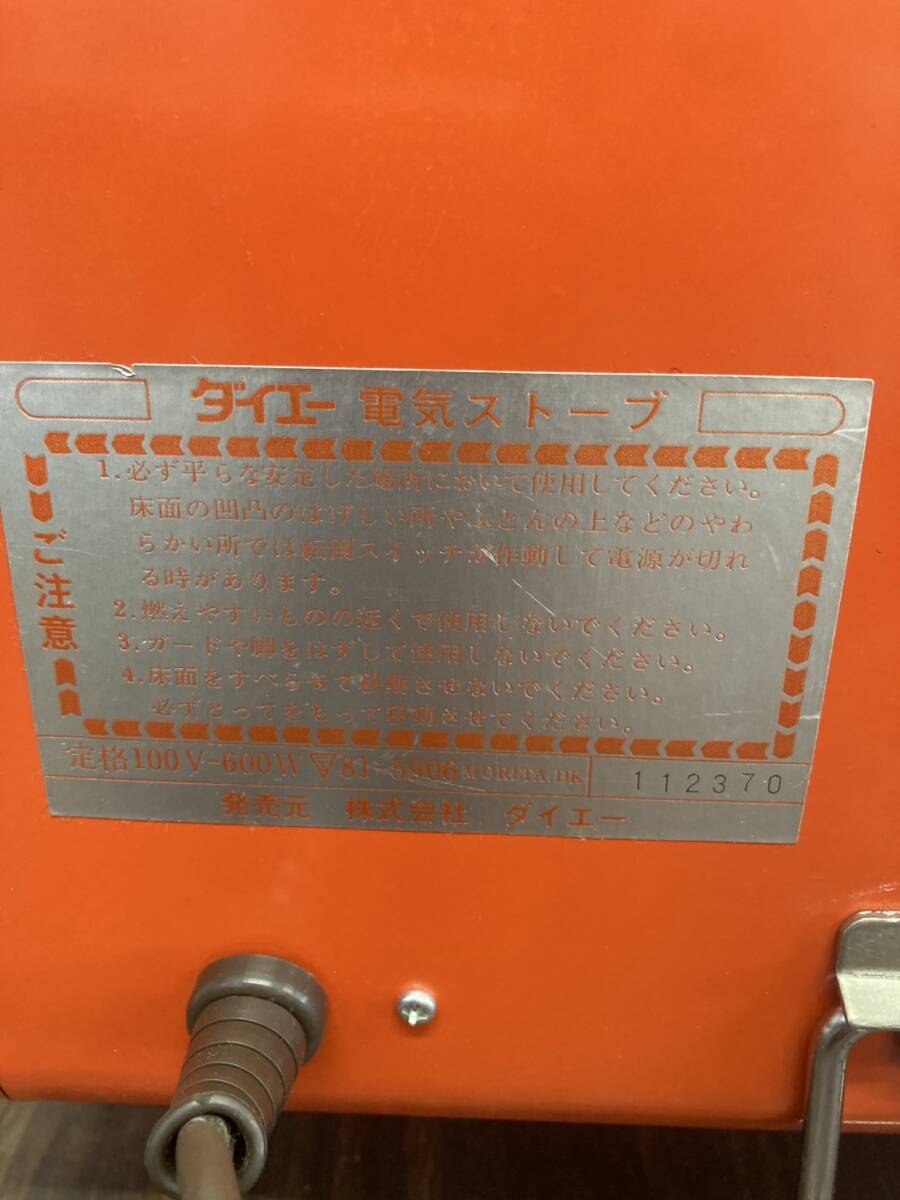 ダイエー 電気ストーブ
ご注意
1.必ず平らな安定した場所において使用してください。
床面の凹凸のはげしい所やふとんの上などのやわ
らかい所では転倒スイッチが作動して電源が切れ
る時があります。
2.燃えやすいものの近くで使用しないでください。
3.ガードや脚をはずして使用しないでください。
4.床面をすべらせて移動させないでください。
必ずとってをもって移動させてください。
定格100V-600W ▽81-5906 MORITA.DK 112370
発売元 株式会社 ダイエー